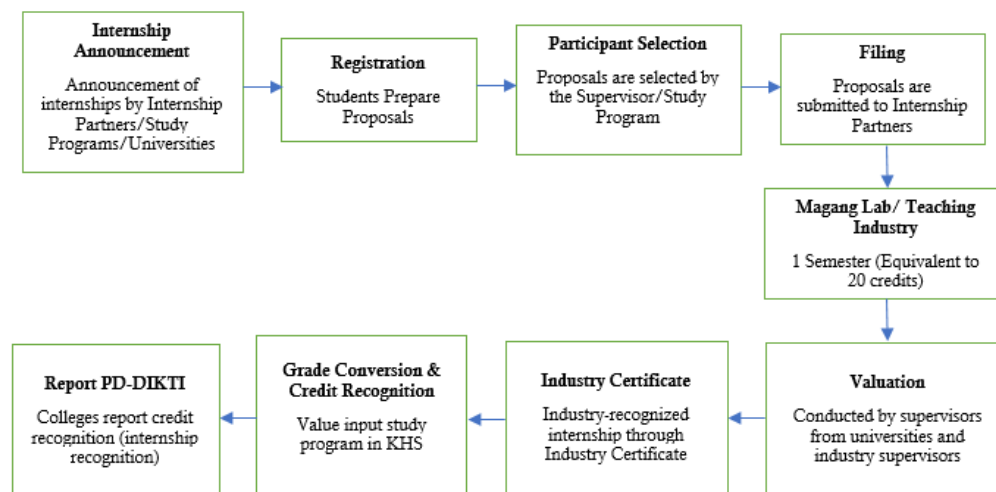 Internship
Announcement
Announcement of
internships by Internship
Partners/Study
Programs/Universities
Registration
Students Prepare
Proposals
Participant Selection
Proposals are selected by
the Supervisor/Study
Program
Filing
Proposals are
submitted to Internship
Partners
Magang Lab/ Teaching
Industry
1 Semester (Equivalent to
20 credits)
Valuation
Conducted by supervisors
from universities and
industry supervisors
Industry Certificate
Industry-recognized
internship through
Industry Certificate
Grade Conversion &
Credit Recognition
Value input study
program in KHS
Report PD-DIKTI
Colleges report credit
recognition (internship
recognition)